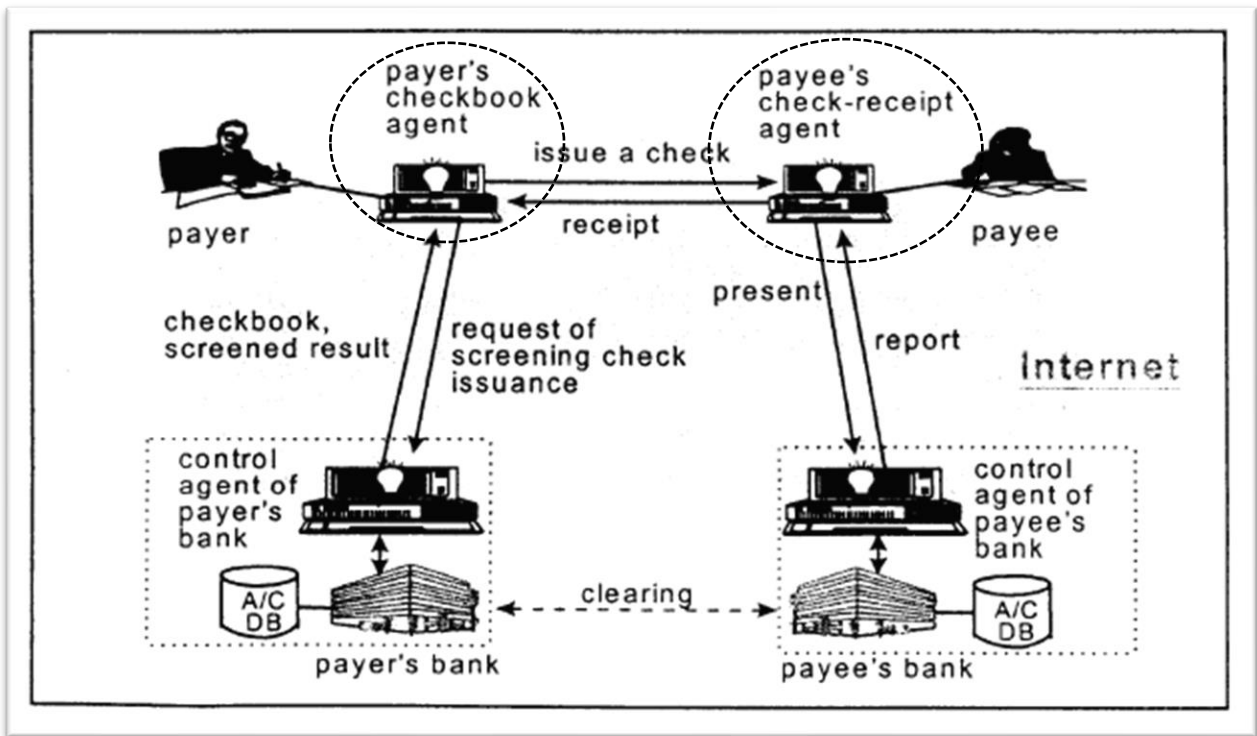 payer's
checkbook
agent
payee's
check-receipt
agent
issue a check
receipt
payer
payee
present
checkbook,
screened result
request of
screening check
issuance
report
Internet
control
agent of
payer's
bank
control
agent of
payee's
bank
A/C
DB
clearing
A/C
DB
payer's bank
payee's bank